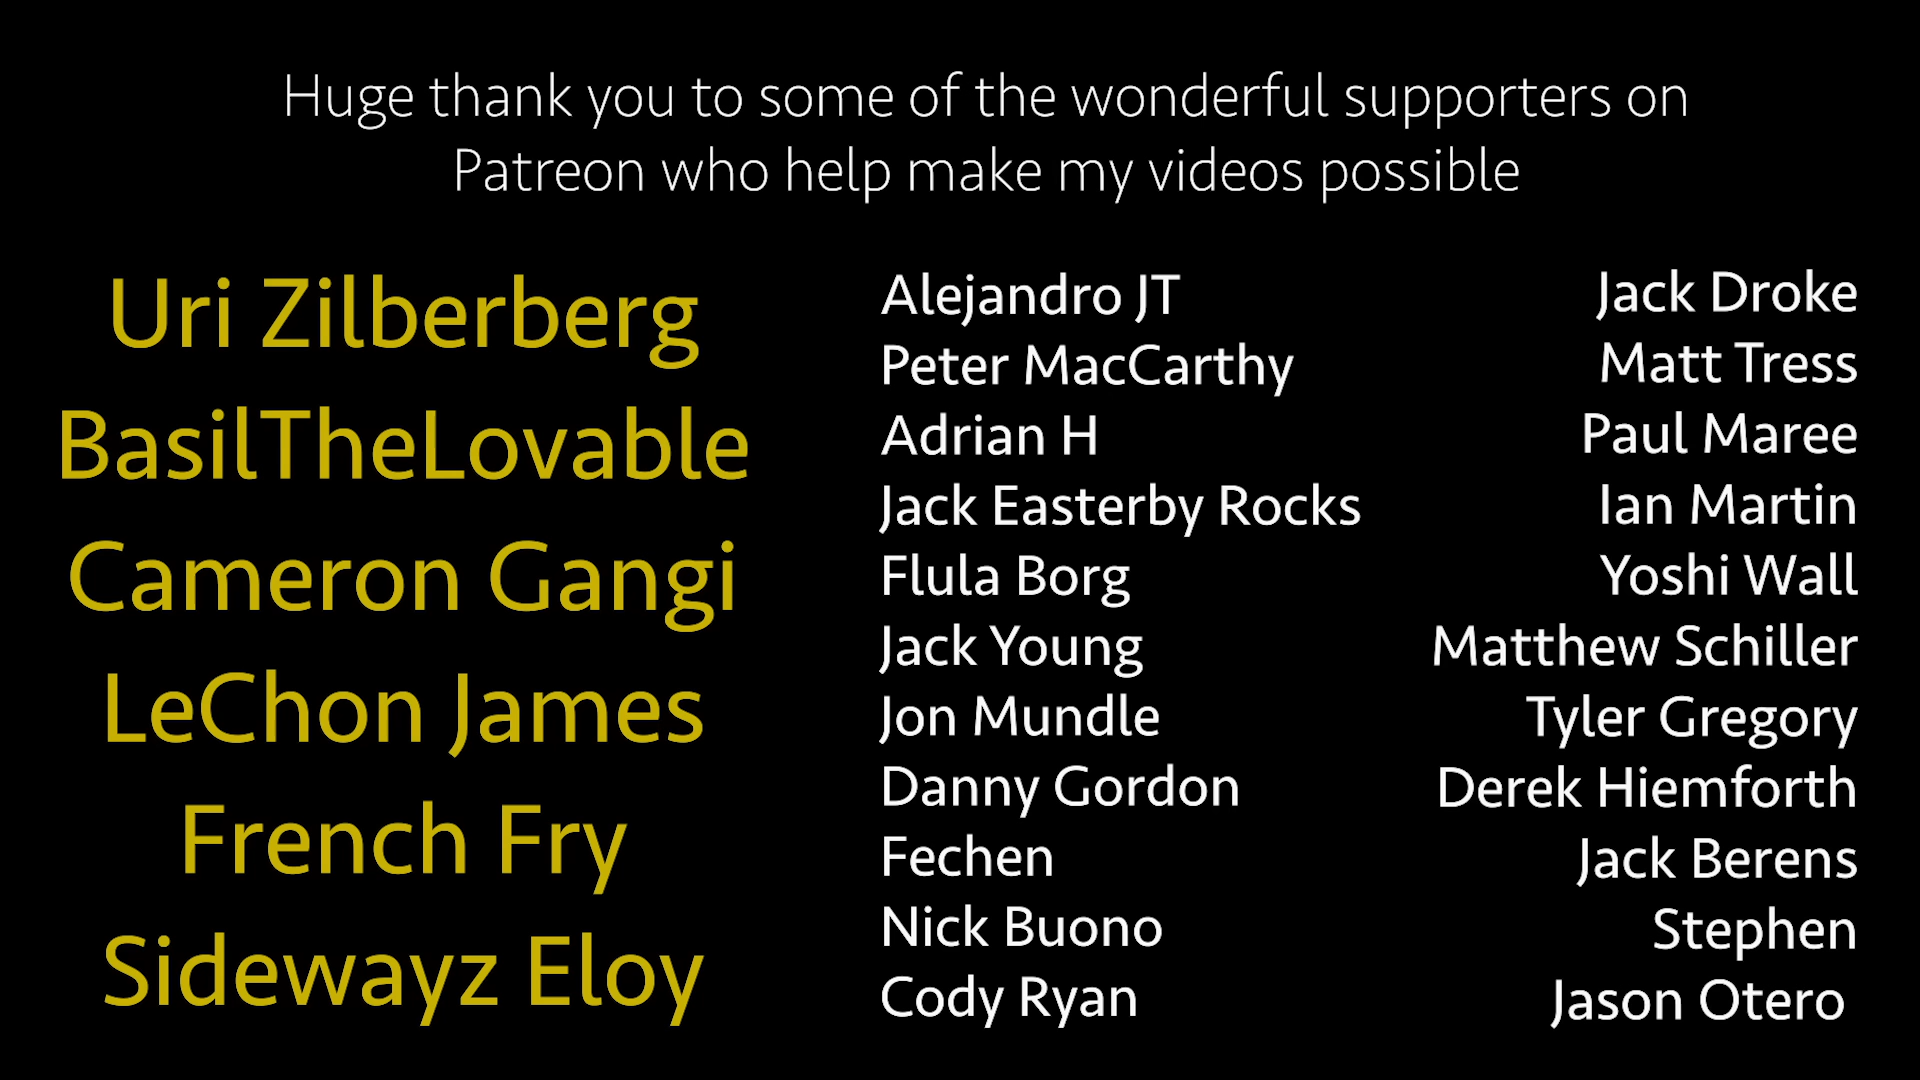 Huge thank you to some of the wonderful supporters on
Patreon who help make my videos possible
Uri Zilberberg
BasilTheLovable
Cameron Gangi
LeChon James
French Fry
Sidewayz Eloy
Alejandro JT
Peter MacCarthy
Adrian H
Jack Easterby Rocks
Flula Borg
Jack Young
Jon Mundle
Danny Gordon
Fechen
Nick Buono
Cody Ryan
Jack Droke
Matt Tress
Paul Maree
Ian Martin
Yoshi Wall
Matthew Schiller
Tyler Gregory
Derek Hiemforth
Jack Berens
Stephen
Jason Otero